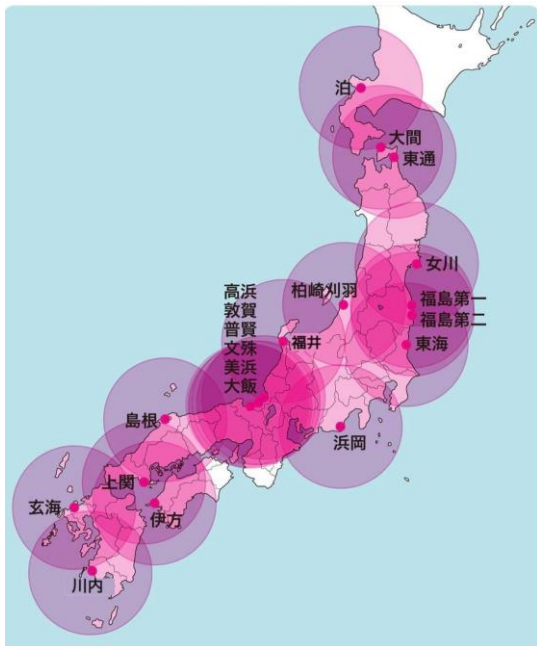 泊
大間
東通
女川
柏崎刈羽
福島第一
福島第二
東海
高浜
敦賀
普賢
文殊
美浜
大飯
福井
浜岡
島根
上関
伊方
玄海
川内